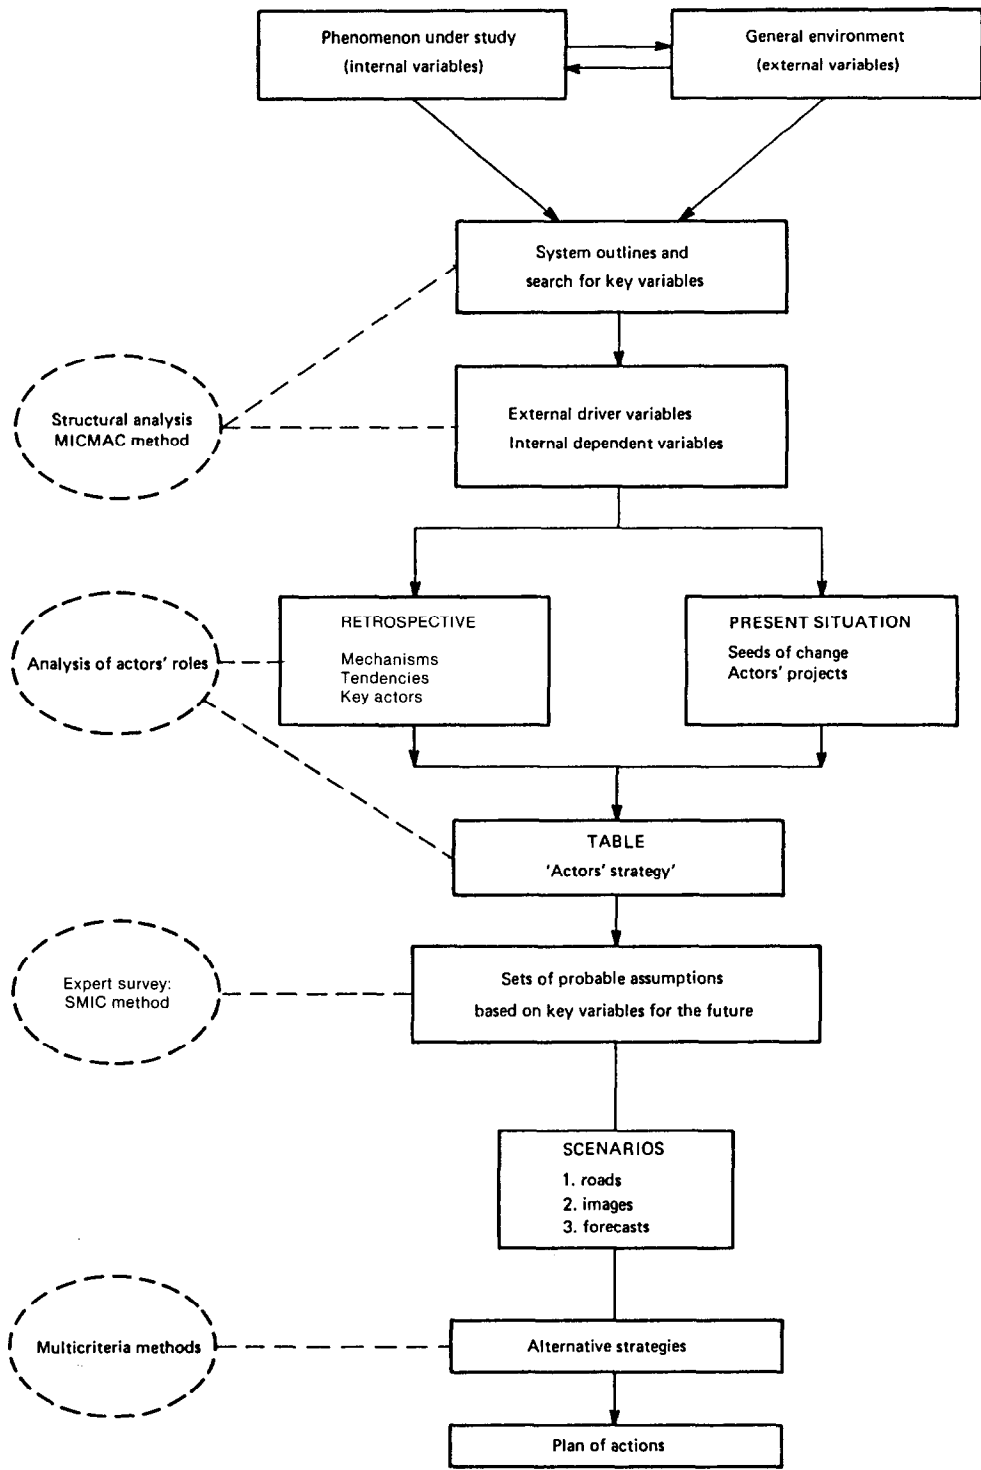 Phenomenon under study
(internal variables)
General environment
(external variables)
System outlines and
search for key variables
Structural analysis
MICMAC method
External driver variables
Internal dependent variables
Analysis of actors' roles
RETROSPECTIVE
Mechanisms
Tendencies
Key actors
PRESENT SITUATION
Seeds of change
Actors' projects
TABLE
'Actors' strategy'
Expert survey:
SMIC method
Sets of probable assumptions
based on key variables for the future
SCENARIOS
1. roads
2. images
3. forecasts
Multicriteria methods
Alternative strategies
Plan of actions